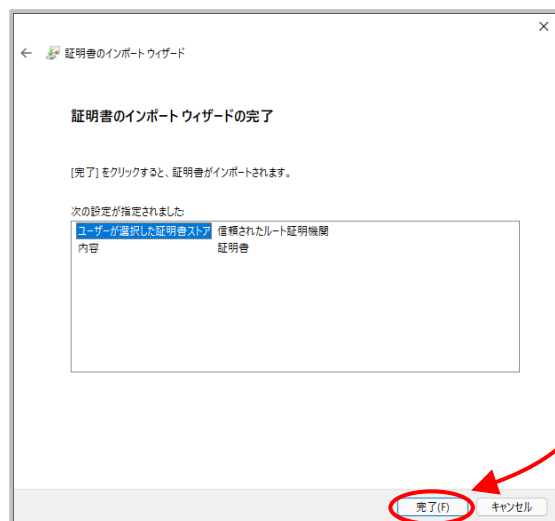 証明書のインポート ウィザード
証明書のインポート ウィザードの完了
[完了] をクリックすると、証明書がインポートされます。
次の設定が指定されました:
ユーザーが選択した証明書ストア 信頼されたルート証明機関
内容 証明書
完了(F) キャンセル